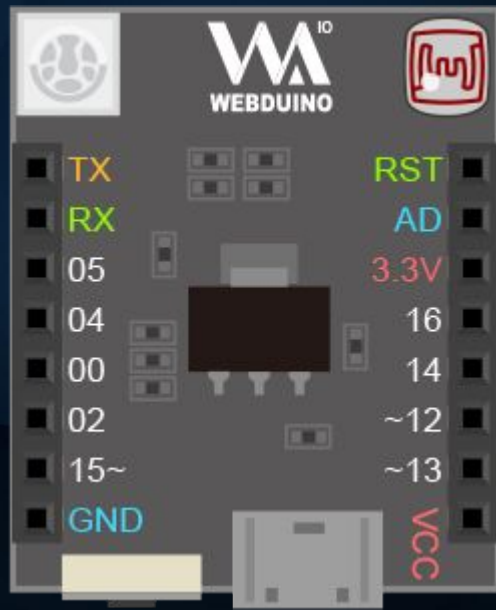 IO
WEBDUINO
TX RST
RX AD
05 3.3V
04 16
00 14
02 ~12
15~ ~13
GND VCC